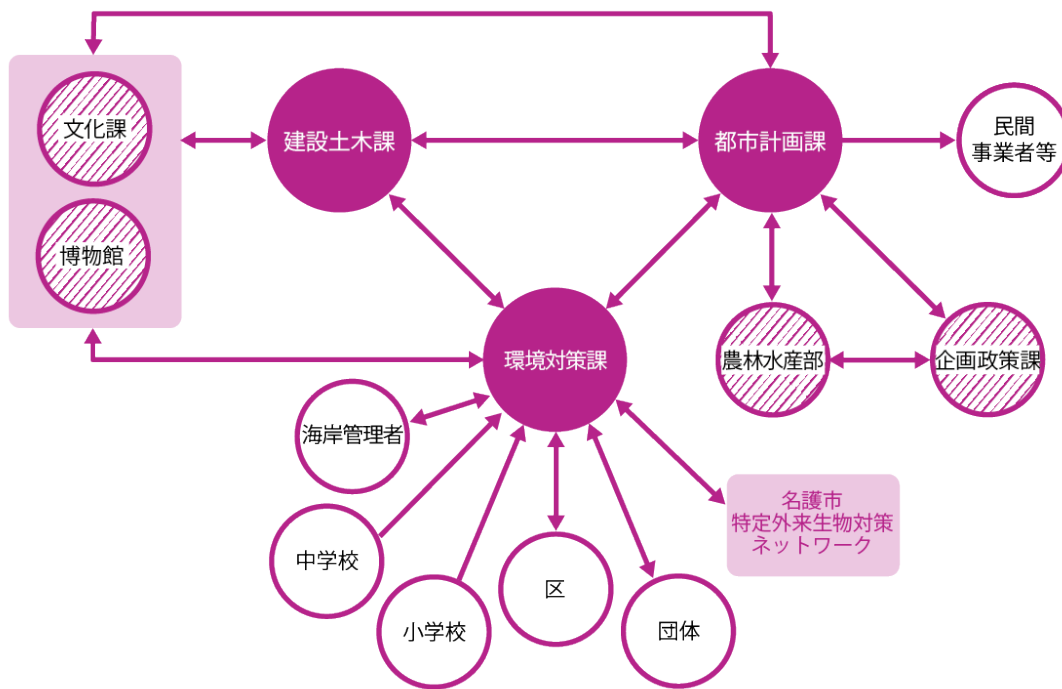 文化課
建設土木課
都市計画課
民間
事業者等
博物館
環境対策課
農林水産部
企画政策課
海岸管理者
名護市
特定外来生物対策
ネットワーク
中学校
区
小学校
団体